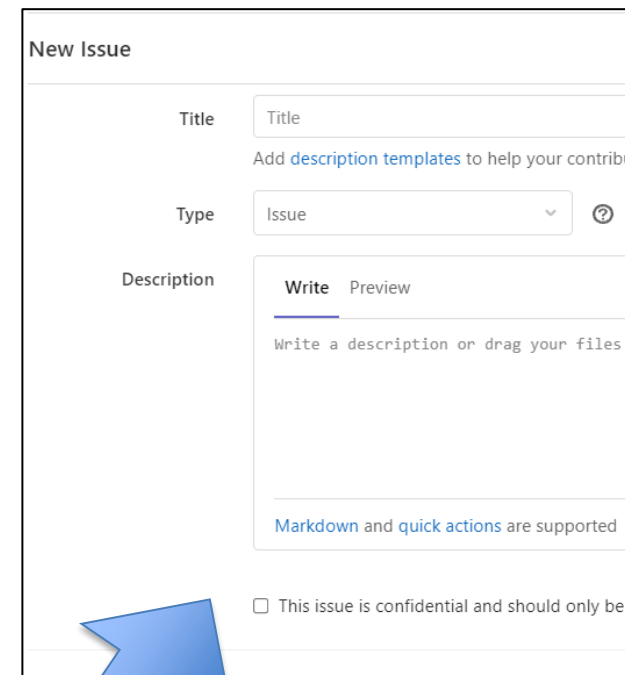 New Issue
Title Title
Add description templates to help your contrib
Type Issue
Description Write Preview
Write a description or drag your files
Markdown and quick actions are supported
This issue is confidential and should only be